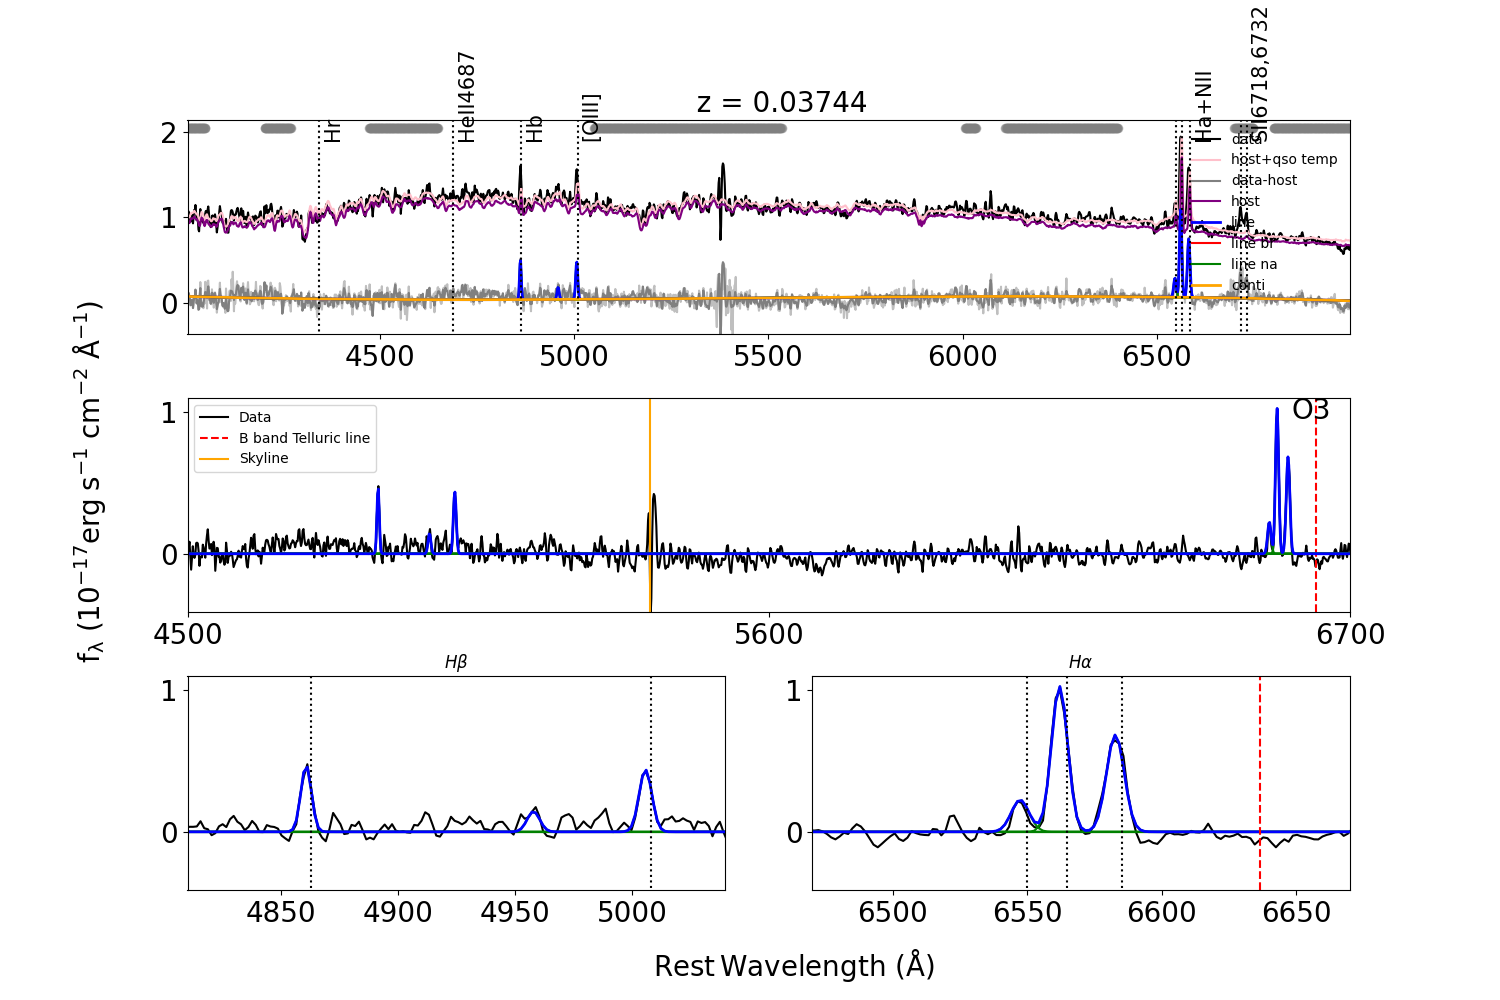 z = 0.03744
Hr
HeII4687
Hb
[OIII]
Ha+NII
SII6718,6732
2
1
0
data
host+qso temp
data-host
host
line
line br
line na
conti
4500
5000
5500
6000
6500
fλ (10−17erg s−1 cm−2 Å−1)
1
0
Data
B band Telluric line
Skyline
O3
4500
5600
6700
Hβ
1
0
4850
4900
4950
5000
Hα
1
0
6500
6550
6600
6650
Rest Wavelength (Å)